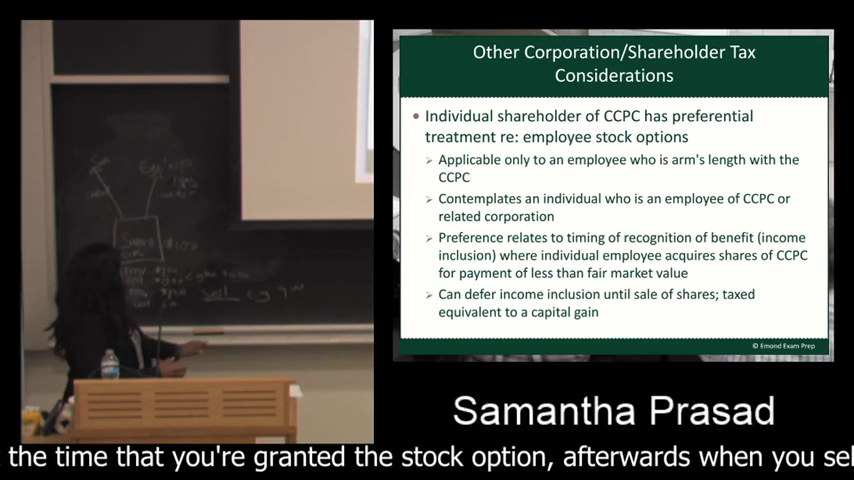 Other Corporation/Shareholder Tax
Considerations
• Individual shareholder of CCPC has preferential
treatment re: employee stock options
➢ Applicable only to an employee who is arm's length with the
CCPC
➢ Contemplates an individual who is an employee of CCPC or
related corporation
➢ Preference relates to timing of recognition of benefit (income
inclusion) where individual employee acquires shares of CCPC
for payment of less than fair market value
➢ Can defer income inclusion until sale of shares; taxed
equivalent to a capital gain
© Emond Exam Prep
Samantha Prasad
the time that you're granted the stock option, afterwards when you sel